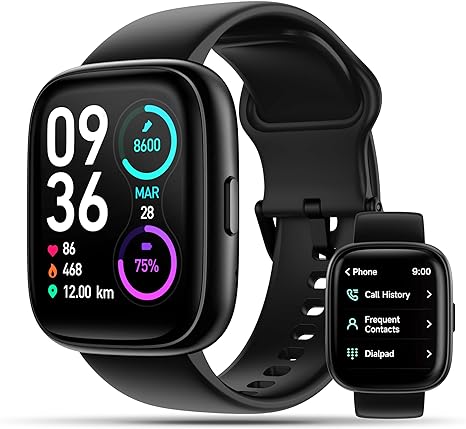 09
36
8600
MAR
28
86
468
12.00 km
75%
< Phone 9:00
Call History >
Frequent
Contacts >
Dialpad >